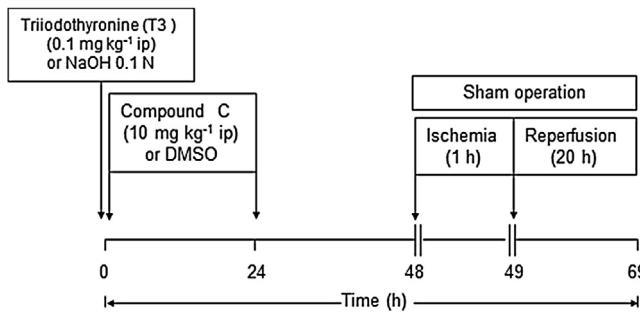 Triiodothyronine (T3 )
(0.1 mg kg⁻¹ ip)
or NaOH 0.1 N
Compound C
(10 mg kg⁻¹ ip)
or DMSO
Sham operation
Ischemia
(1 h)
Reperfusion
(20 h)
0
24
48
49
69
Time (h)